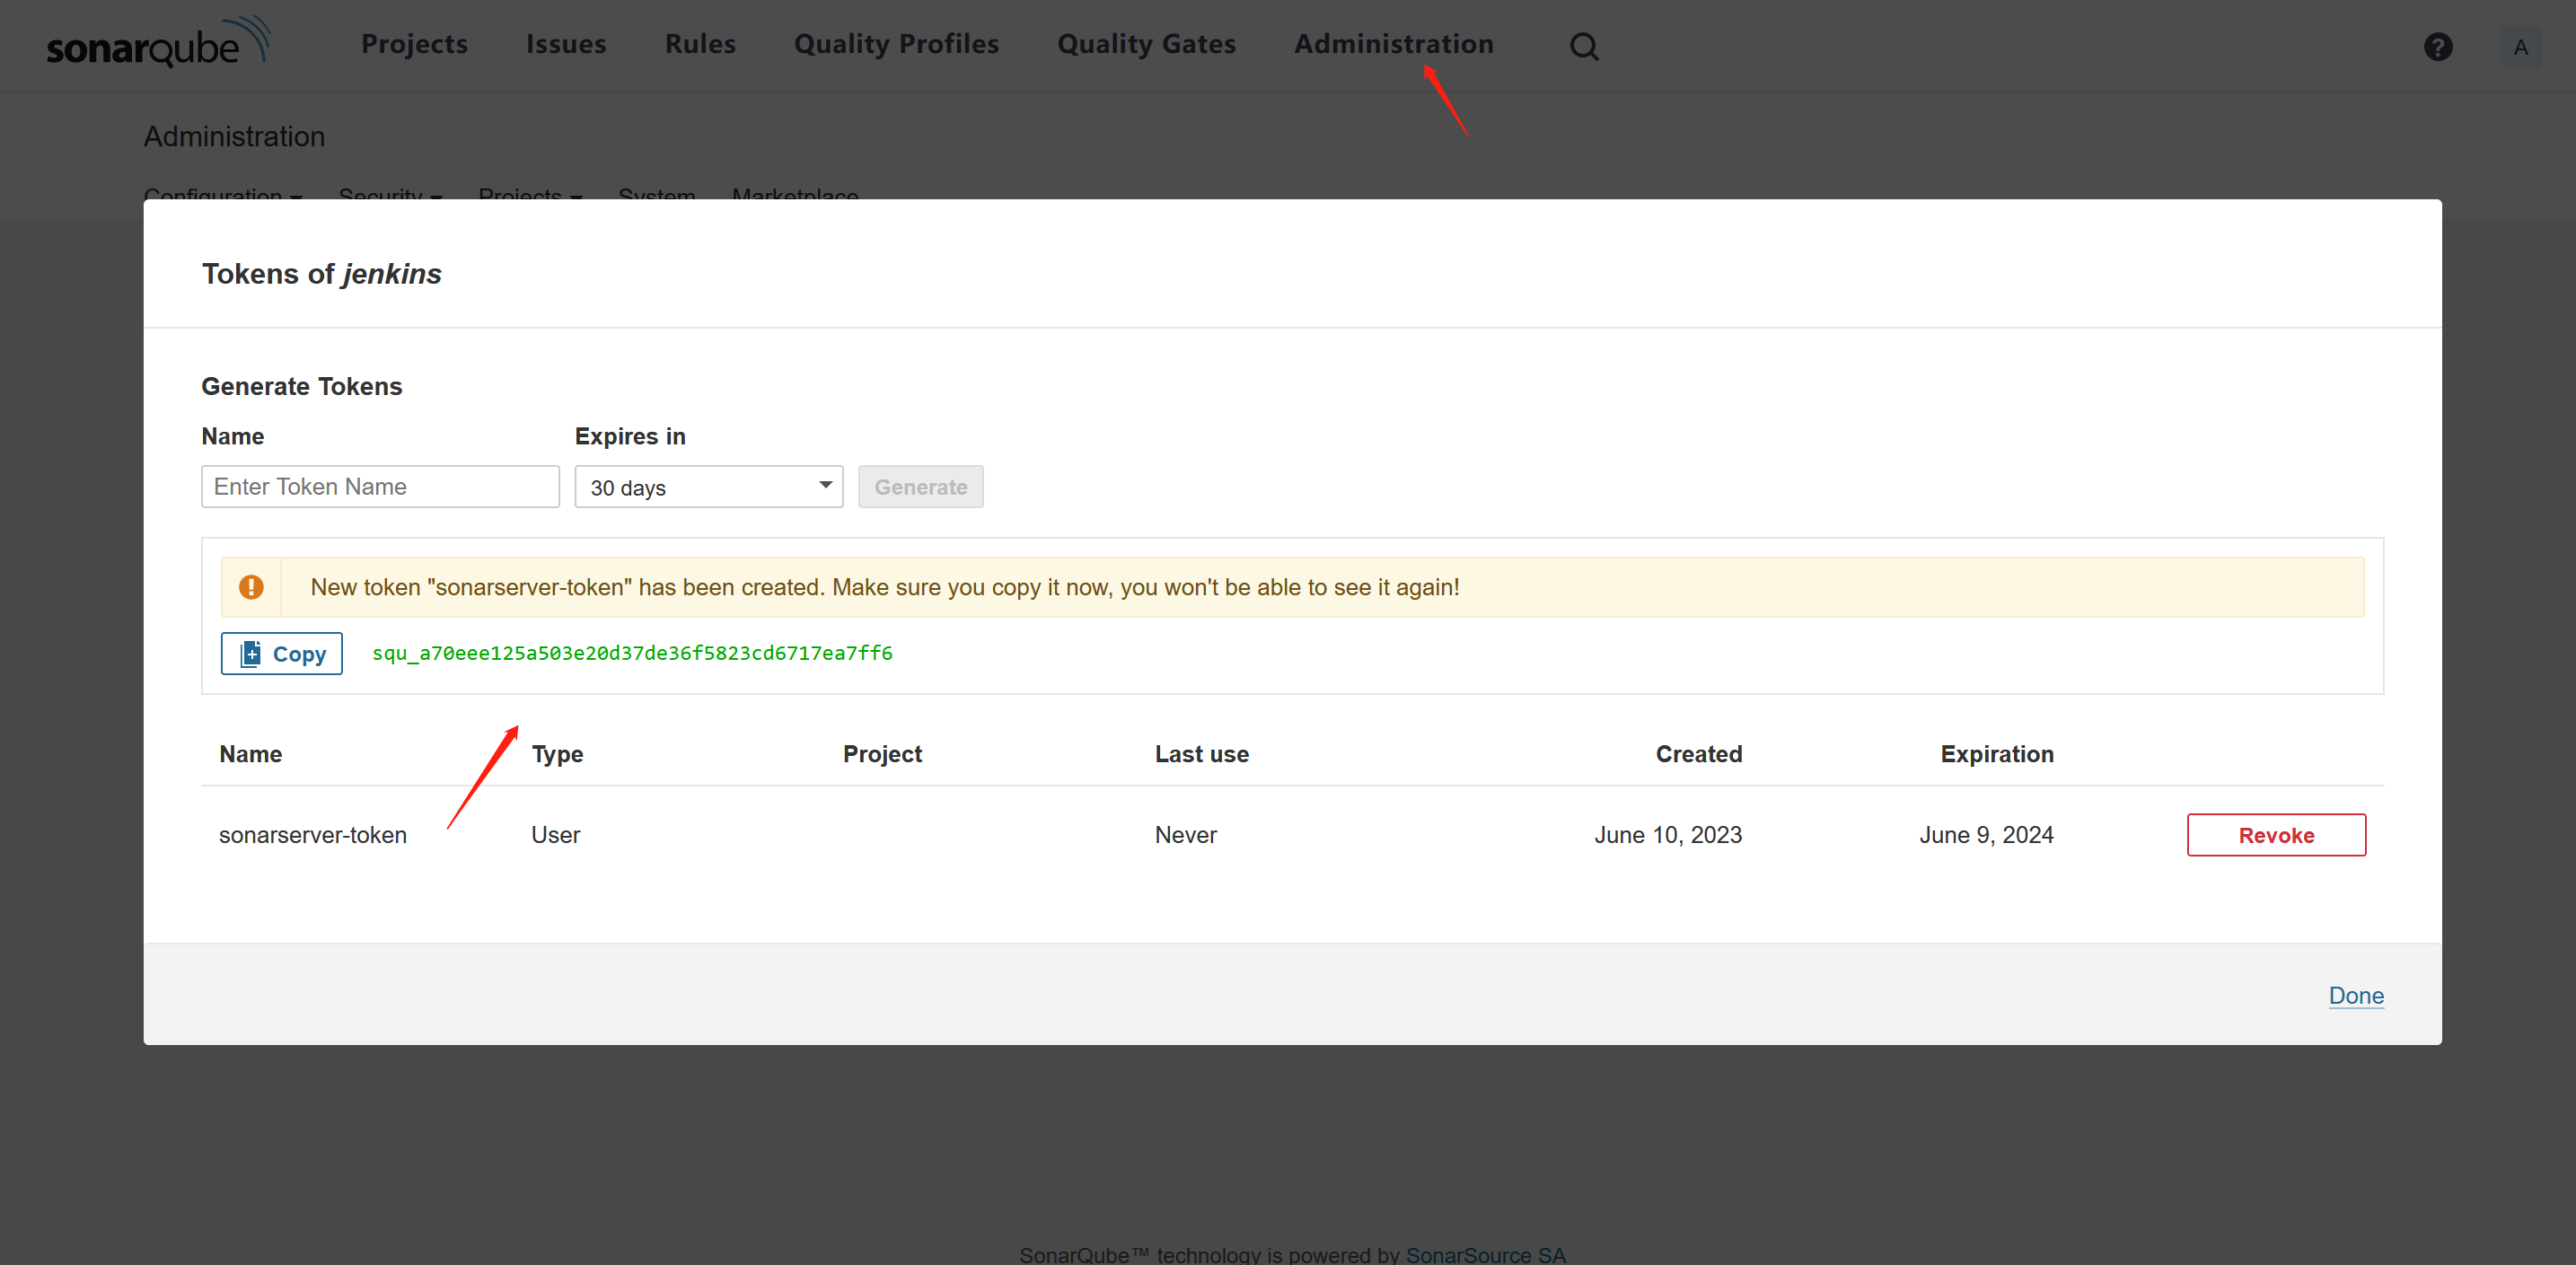 sonarqube Projects Issues Rules Quality Profiles Quality Gates Administration ? A
Administration
Configuration Security Projects System Marketplace
Tokens of jenkins
Generate Tokens
Name Expires in
Enter Token Name 30 days Generate
New token "sonarserver-token" has been created. Make sure you copy it now, you won't be able to see it again!
Copy squ_a70eee125a503e20d37de36f5823cd6717ea7ff6
Name Type Project Last use Created Expiration
sonarserver-token User Never June 10, 2023 June 9, 2024 Revoke
Done
SonarQube™ technology is powered by SonarSource SA